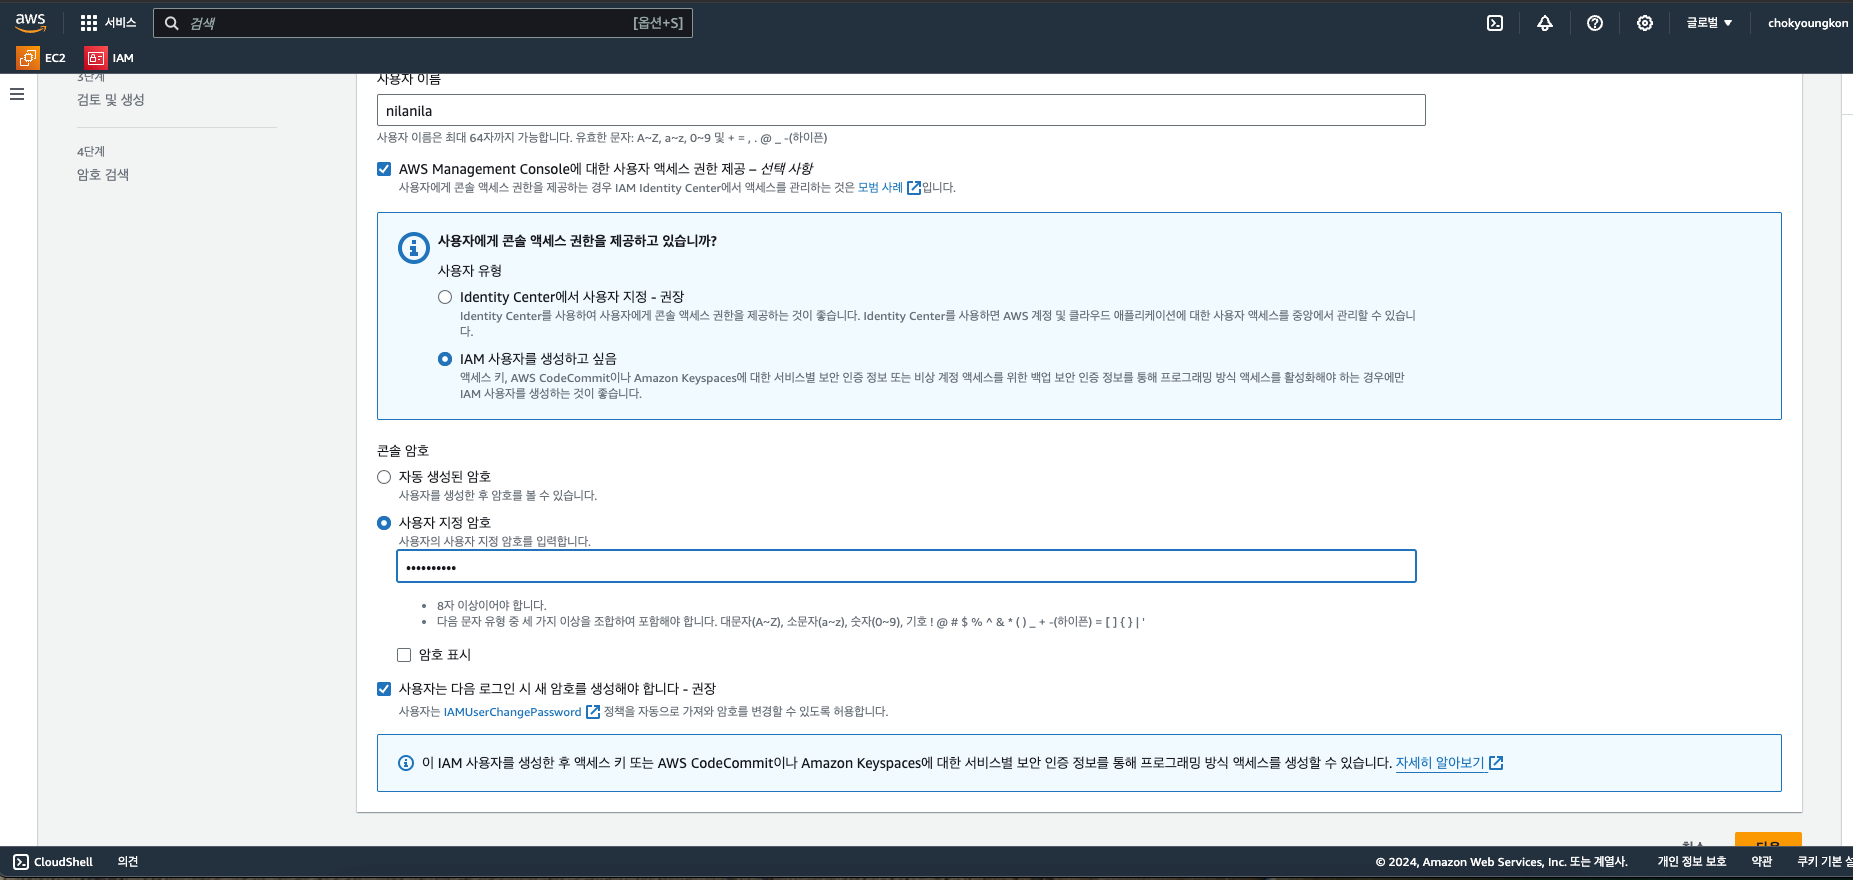 aws
서비스
검색
[옵션+S]
글로벌
chokyoungkon
EC2
IAM
3단계
검토 및 생성
4단계
암호 검색
사용자 이름
nilanila
사용자 이름은 최대 64자까지 가능합니다. 유효한 문자: A~Z, a~z, 0~9 및 + = , . @ _ -(하이픈)
AWS Management Console에 대한 사용자 액세스 권한 제공 – 선택 사항
사용자에게 콘솔 액세스 권한을 제공하는 경우 IAM Identity Center에서 액세스를 관리하는 것은 모범 사례 입니다.
사용자에게 콘솔 액세스 권한을 제공하고 있습니까?
사용자 유형
Identity Center에서 사용자 지정 - 권장
Identity Center를 사용하여 사용자에게 콘솔 액세스 권한을 제공하는 것이 좋습니다. Identity Center를 사용하면 AWS 계정 및 클라우드 애플리케이션에 대한 사용자 액세스를 중앙에서 관리할 수 있습니
다.
IAM 사용자를 생성하고 싶음
액세스 키, AWS CodeCommit이나 Amazon Keyspaces에 대한 서비스별 보안 인증 정보 또는 비상 계정 액세스를 위한 백업 보안 인증 정보를 통해 프로그래밍 방식 액세스를 활성화해야 하는 경우에만
IAM 사용자를 생성하는 것이 좋습니다.
콘솔 암호
자동 생성된 암호
사용자를 생성한 후 암호를 볼 수 있습니다.
사용자 지정 암호
사용자의 사용자 지정 암호를 입력합니다.
••••••••••
• 8자 이상이어야 합니다.
• 다음 문자 유형 중 세 가지 이상을 조합하여 포함해야 합니다. 대문자(A~Z), 소문자(a~z), 숫자(0~9), 기호 ! @ # $ % ^ & * ( ) _ + -(하이픈) = [ ] { } | '
암호 표시
사용자는 다음 로그인 시 새 암호를 생성해야 합니다 - 권장
사용자는 IAMUserChangePassword 정책을 자동으로 가져와 암호를 변경할 수 있도록 허용합니다.
이 IAM 사용자를 생성한 후 액세스 키 또는 AWS CodeCommit이나 Amazon Keyspaces에 대한 서비스별 보안 인증 정보를 통해 프로그래밍 방식 액세스를 생성할 수 있습니다. 자세히 알아보기
CloudShell
의견
© 2024, Amazon Web Services, Inc. 또는 계열사.
개인 정보 보호
약관
쿠키 기본